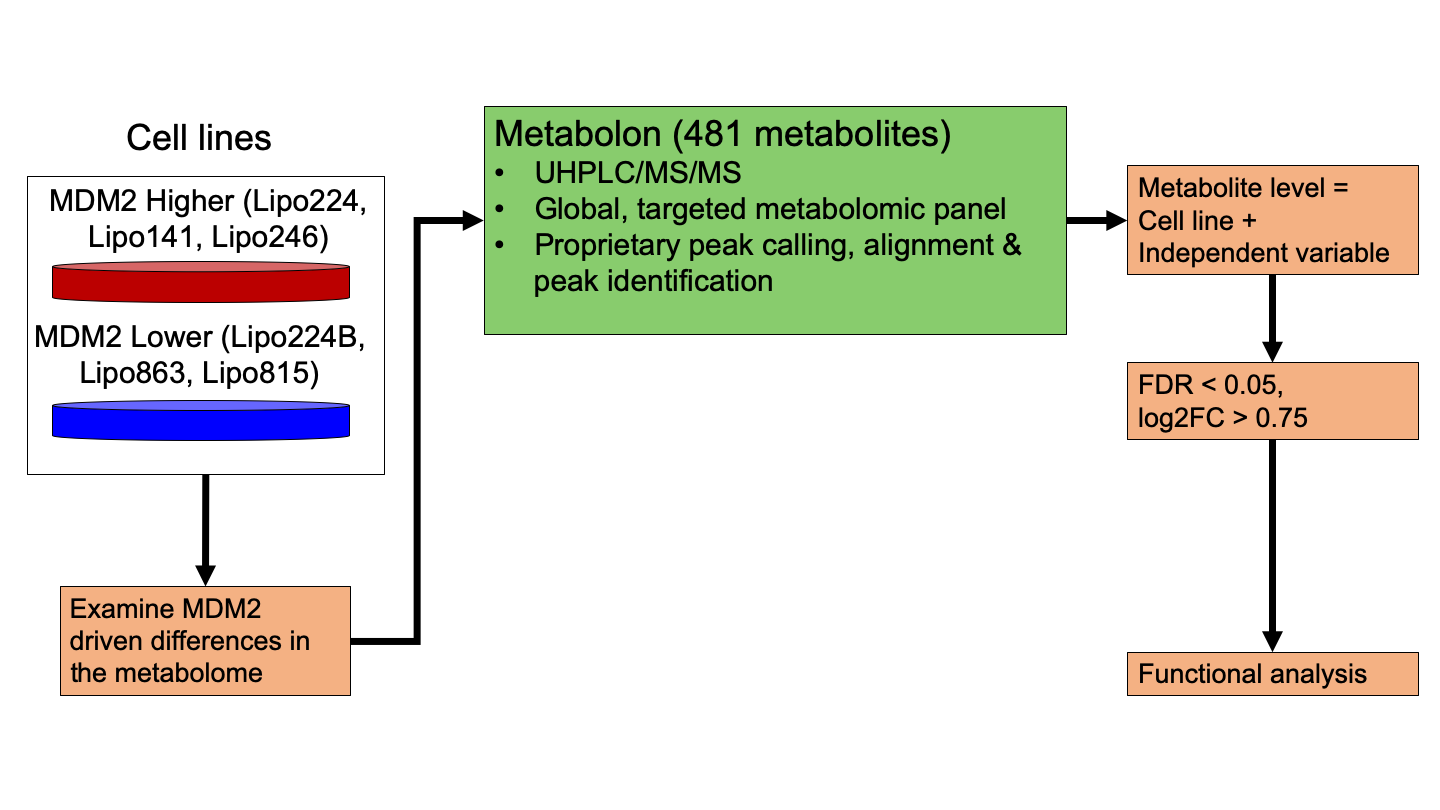 Cell lines
MDM2 Higher (Lipo224,
Lipo141, Lipo246)
MDM2 Lower (Lipo224B,
Lipo863, Lipo815)
Examine MDM2
driven differences in
the metabolome
Metabolon (481 metabolites)
• UHPLC/MS/MS
• Global, targeted metabolomic panel
• Proprietary peak calling, alignment &
peak identification
Metabolite level =
Cell line +
Independent variable
FDR < 0.05,
log2FC > 0.75
Functional analysis